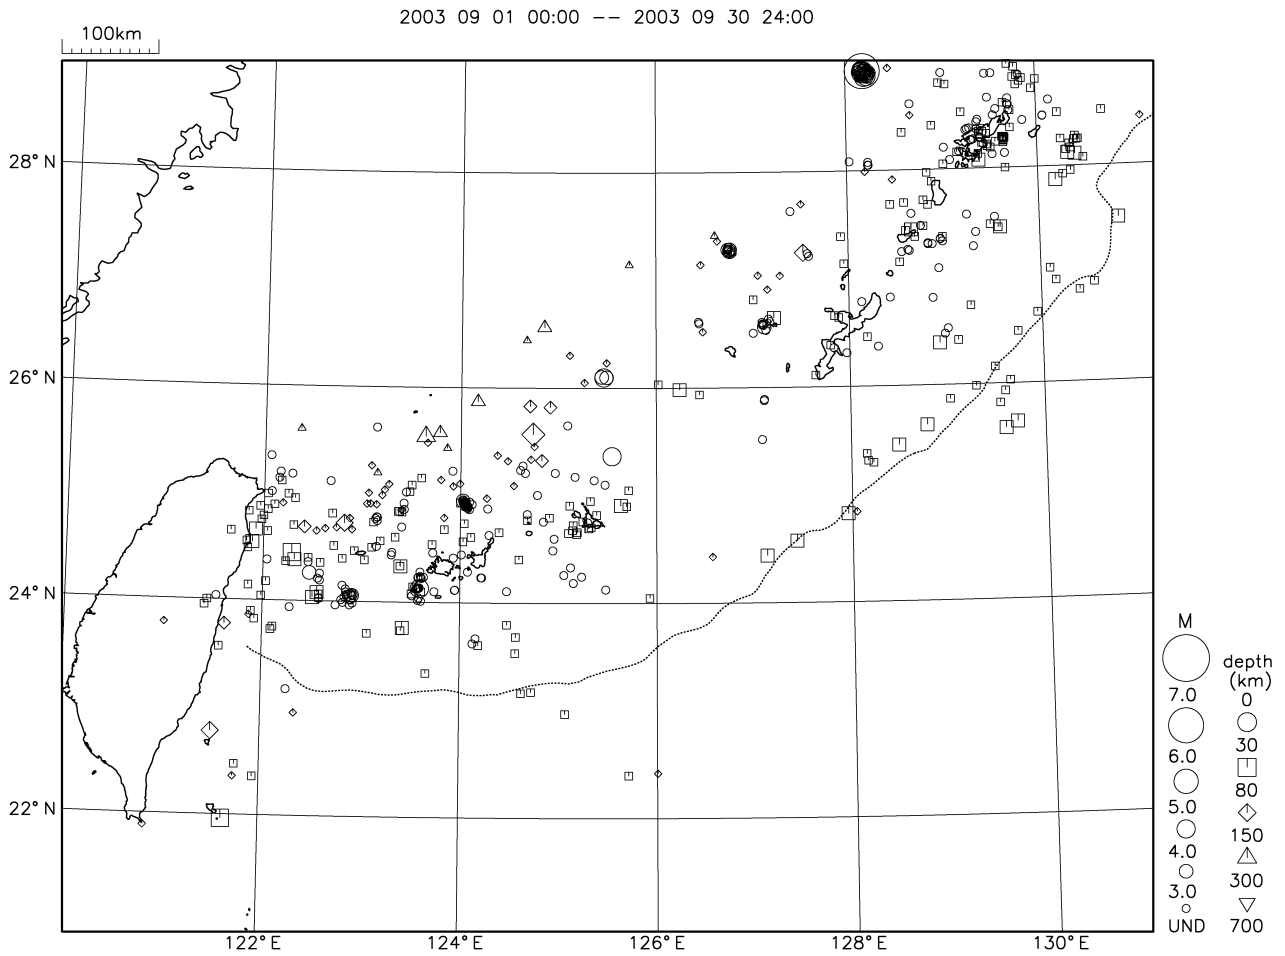 2003 09 01 00:00 -- 2003 09 30 24:00
100km
28° N
26° N
24° N
22° N
122° E
124° E
126° E
128° E
130° E
M
7.0
6.0
5.0
4.0
3.0
UND
depth
(km)
0
30
80
150
300
700